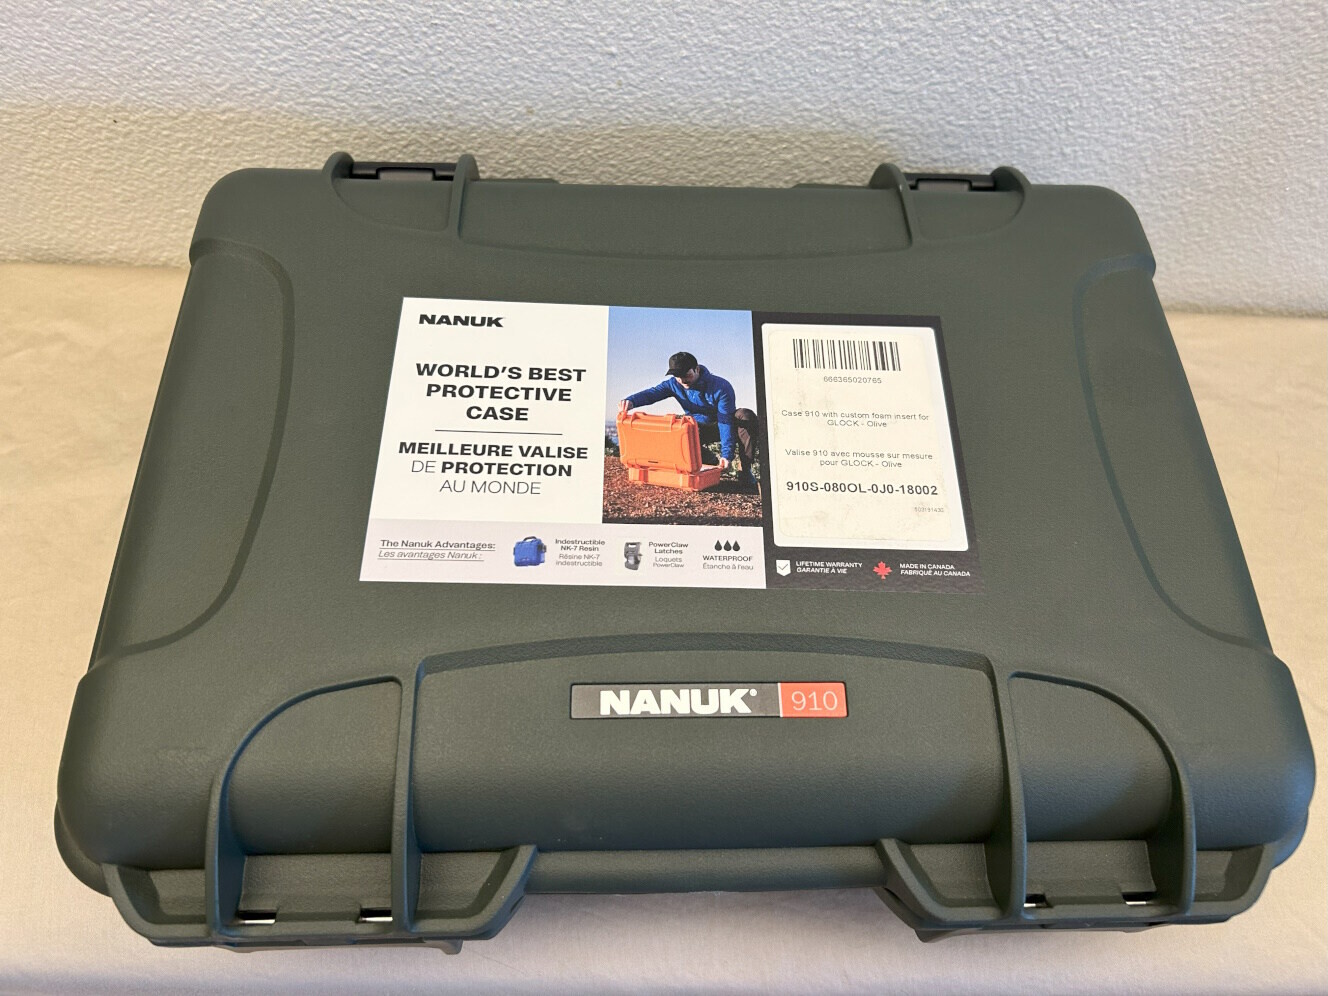 NANUK
WORLD'S BEST
PROTECTIVE
CASE
MEILLEURE VALISE
DE PROTECTION
AU MONDE
The Nanuk Advantages:
Les avantages Nanuk :
Indestructible
NK-7 Resin
Résine NK-7
indestructible
PowerClaw
Latches
Loquets
PowerClaw
WATERPROOF
Étanche à l'eau
666365020765
Case 910 with custom foam insert for
GLOCK - Olive
Valise 910 avec mousse sur mesure
pour GLOCK - Olive
910S-080OL-0J0-18002
LIFETIME WARRANTY
GARANTIE À VIE
MADE IN CANADA
FABRIQUÉ AU CANADA
NANUK® 910